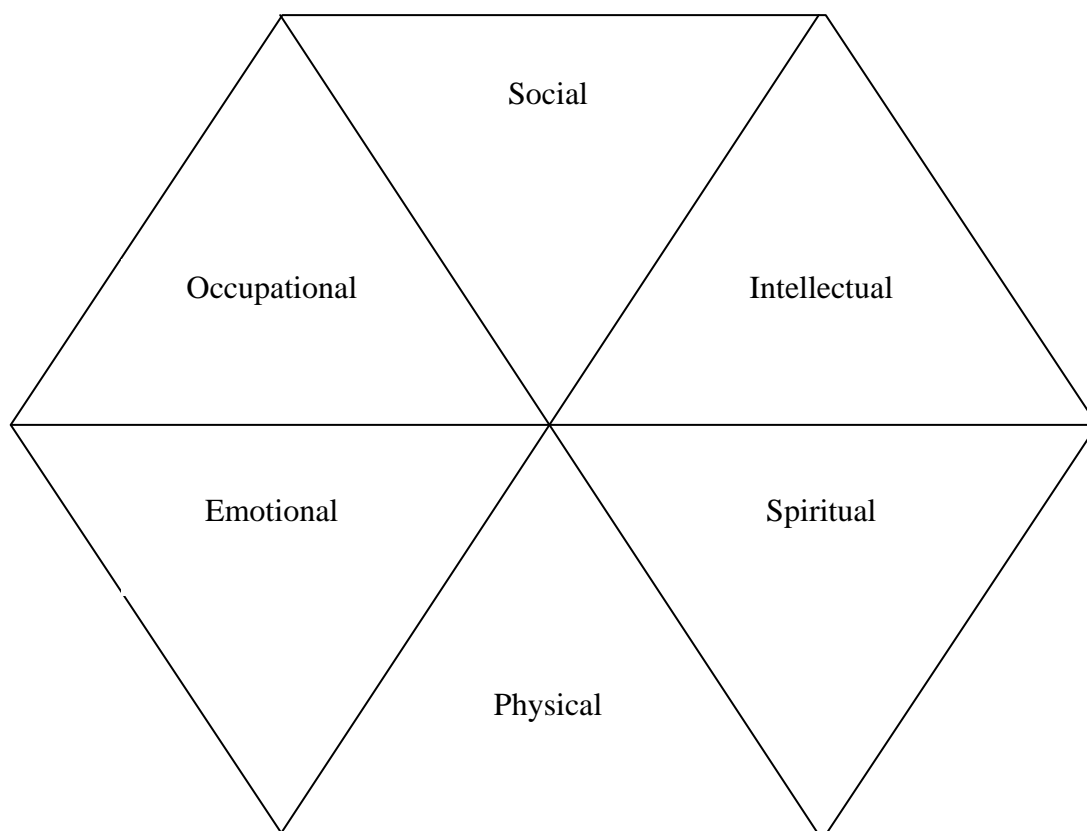 Social
Occupational
Intellectual
Emotional
Spiritual
Physical